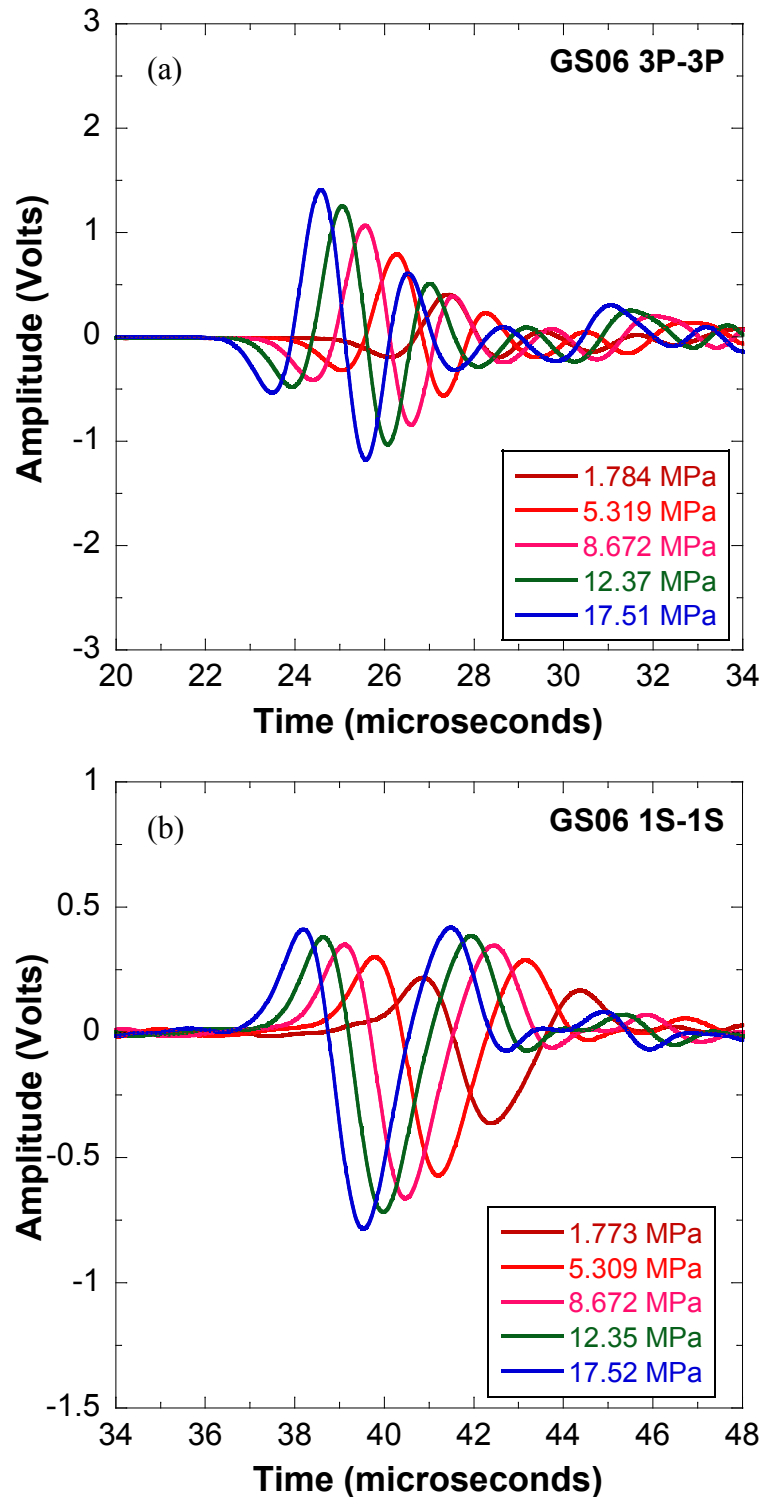 3
(a)
GS06 3P-3P
2
1
0
-1
-2
-3
Amplitude (Volts)
1.784 MPa
5.319 MPa
8.672 MPa
12.37 MPa
17.51 MPa
20 22 24 26 28 30 32 34
Time (microseconds)
1
(b)
GS06 1S-1S
0.5
0
-0.5
-1
-1.5
Amplitude (Volts)
1.773 MPa
5.309 MPa
8.672 MPa
12.35 MPa
17.52 MPa
34 36 38 40 42 44 46 48
Time (microseconds)